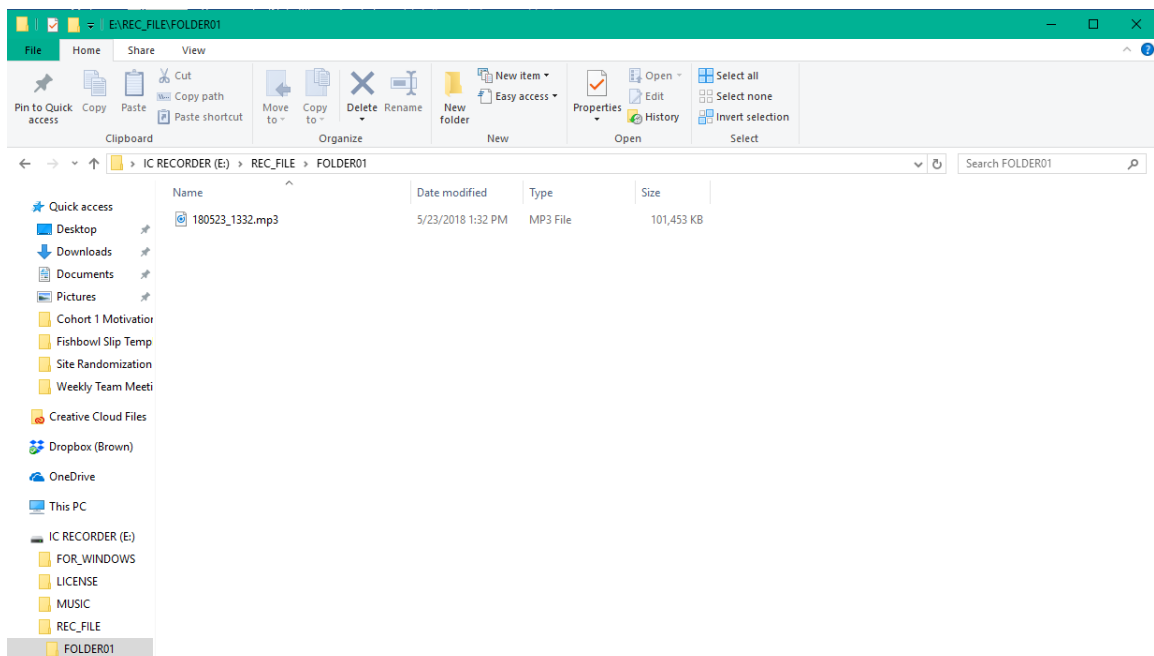 E:\REC_FILE\FOLDER01
File Home Share View
Pin to Quick access
Copy
Paste
Cut
Copy path
Paste shortcut
Clipboard
Move to
Copy to
Delete
Rename
Organize
New folder
New item
Easy access
New
Properties
Open
Edit
History
Open
Select all
Select none
Invert selection
Select
IC RECORDER (E:) > REC_FILE > FOLDER01
Search FOLDER01
Name Date modified Type Size
180523_1332.mp3 5/23/2018 1:32 PM MP3 File 101,453 KB
Quick access
Desktop
Downloads
Documents
Pictures
Cohort 1 Motivation
Fishbowl Slip Temp
Site Randomization
Weekly Team Meeti
Creative Cloud Files
Dropbox (Brown)
OneDrive
This PC
IC RECORDER (E:)
FOR_WINDOWS
LICENSE
MUSIC
REC_FILE
FOLDER01